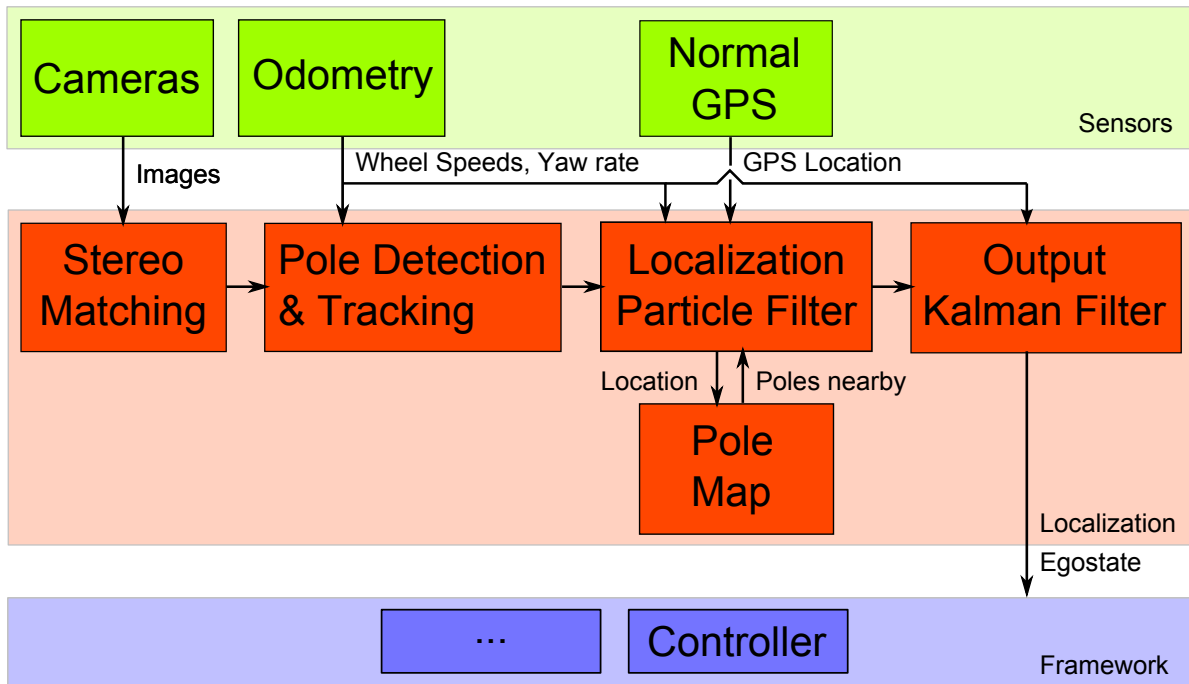 Cameras
Odometry
Normal
GPS
Sensors
Images
Wheel Speeds, Yaw rate
GPS Location
Stereo
Matching
Pole Detection
& Tracking
Localization
Particle Filter
Output
Kalman Filter
Location
Poles nearby
Pole
Map
Localization
Egostate
...
Controller
Framework